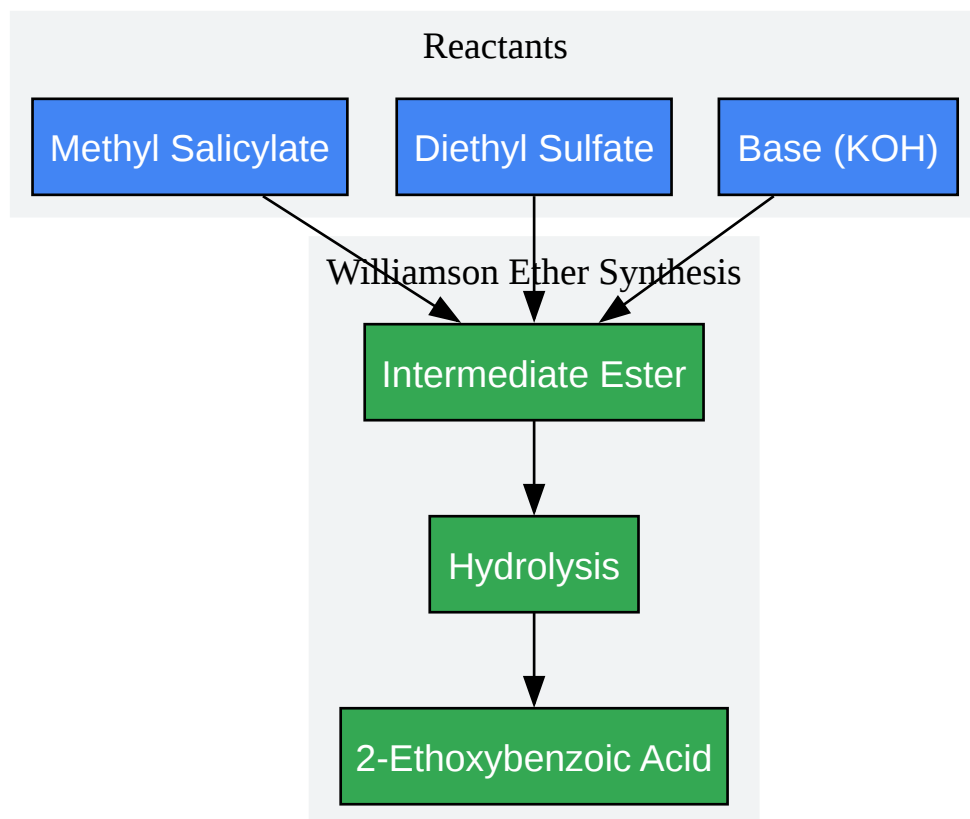 Reactants
Methyl Salicylate
Diethyl Sulfate
Base (KOH)
Williamson Ether Synthesis
Intermediate Ester
Hydrolysis
2-Ethoxybenzoic Acid